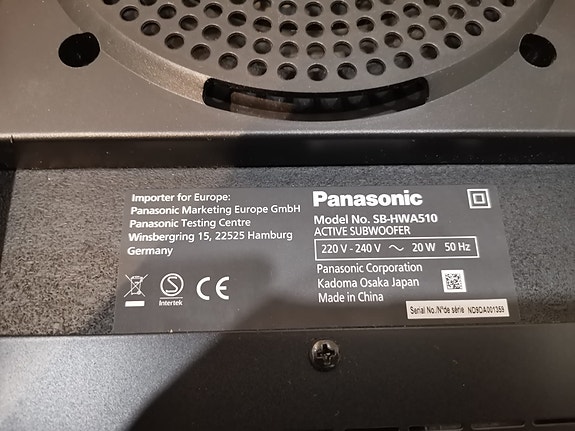 Importer for Europe:
Panasonic Marketing Europe GmbH
Panasonic Testing Centre
Winsbergring 15, 22525 Hamburg
Germany
S
Intertek
CE
Panasonic
Model No. SB-HWA510
ACTIVE SUBWOOFER
220 V - 240 V ~ 20 W 50 Hz
Panasonic Corporation
Kadoma Osaka Japan
Made in China
Serial No./N°de série ND5DA001359